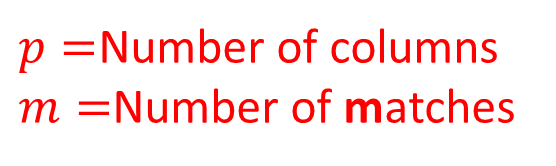 p =Number of columns
m =Number of matches